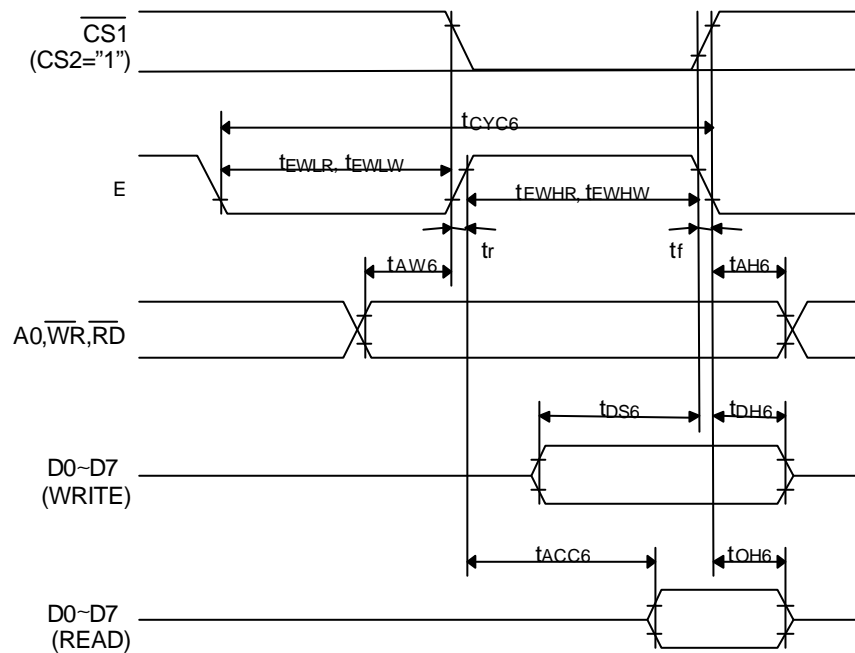 CS1
(CS2="1")
tCYC6
E
tEWLR, tEWLW
tEWHR, tEWHW
tr
tf
tAW6
tAH6
A0,WR,RD
tDS6
tDH6
D0~D7
(WRITE)
tACC6
tOH6
D0~D7
(READ)